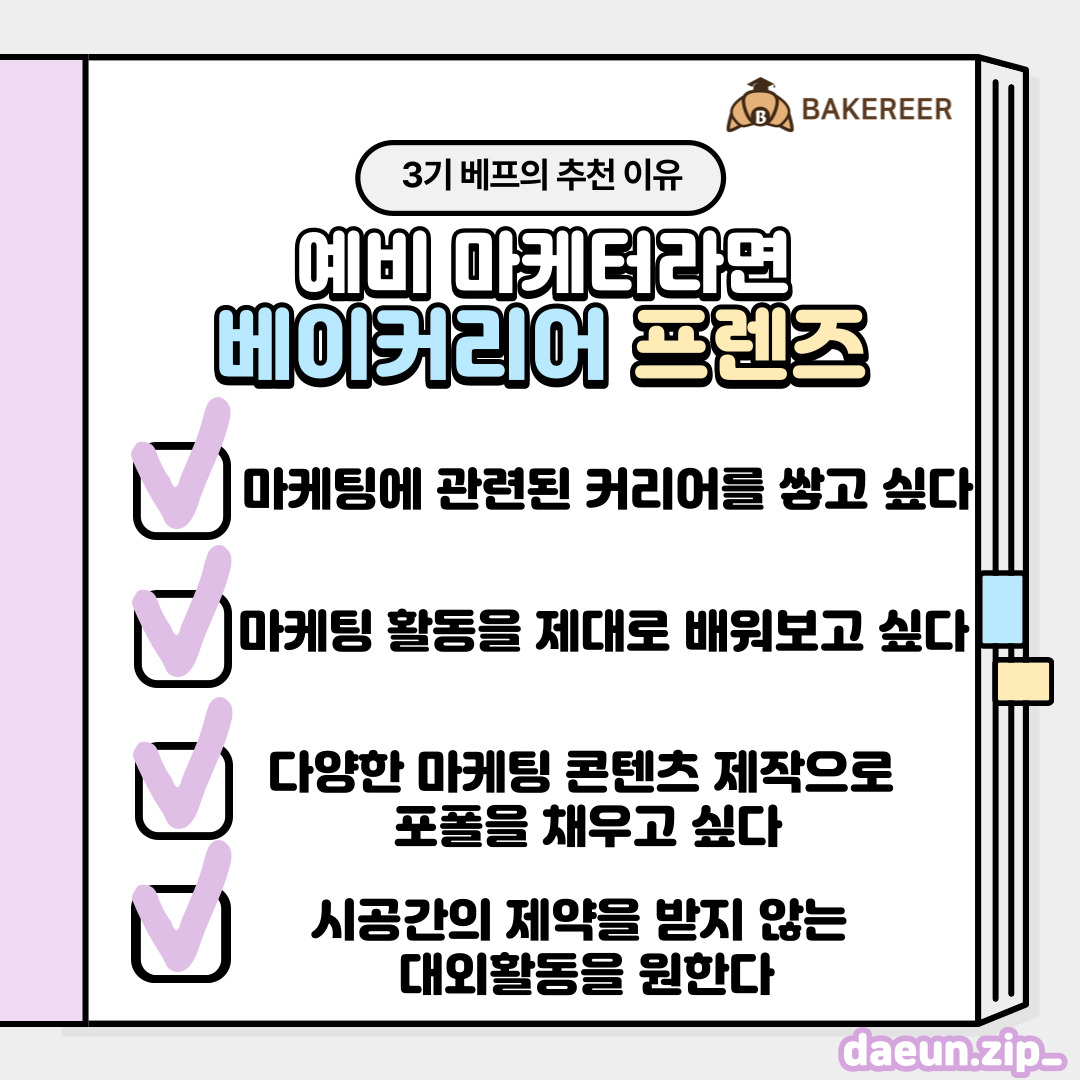 B BAKEREER
3기 베프의 추천 이유
예비 마케터라면
베이커리어 프렌즈
마케팅에 관련된 커리어를 쌓고 싶다
마케팅 활동을 제대로 배워보고 싶다
다양한 마케팅 콘텐츠 제작으로
포폴을 채우고 싶다
시공간의 제약을 받지 않는
대외활동을 원한다
daeun.zip_